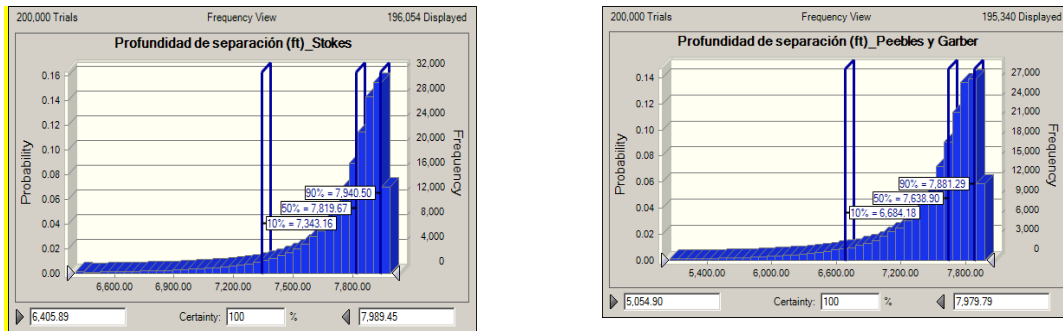 200,000 Trials Frequency View 196,054 Displayed
Profundidad de separación (ft)_Stokes
0.16
0.14
0.12
0.10
0.08
0.06
0.04
0.02
0.00
Probability
32,000
28,000
24,000
20,000
16,000
12,000
8,000
4,000
0
Frequency
90% = 7,940.50
50% = 7,819.67
10% = 7,343.16
6,600.00 6,900.00 7,200.00 7,500.00 7,800.00
6,405.89 Certainty: 100 % 7,989.45
200,000 Trials Frequency View 195,340 Displayed
Profundidad de separación (ft)_Peebles y Garber
0.14
0.12
0.10
0.08
0.06
0.04
0.02
0.00
Probability
27,000
24,000
21,000
18,000
15,000
12,000
9,000
6,000
3,000
0
Frequency
90% = 7,881.29
50% = 7,638.90
10% = 6,684.18
5,400.00 6,000.00 6,600.00 7,200.00 7,800.00
5,054.90 Certainty: 100 % 7,979.79